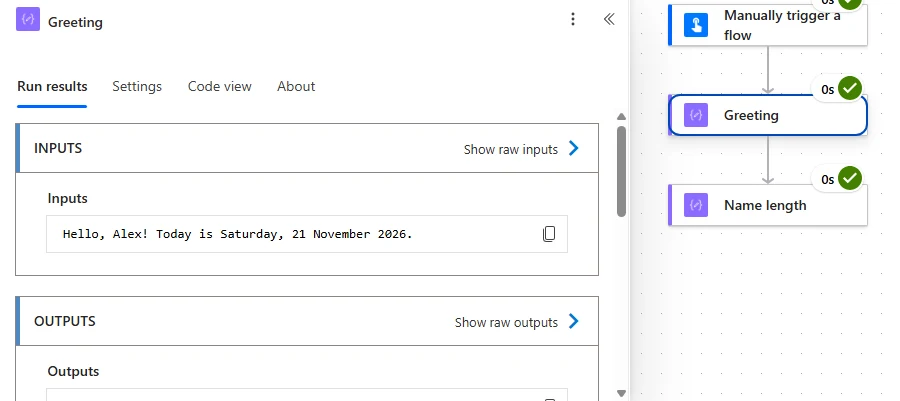 Greeting
Run results
Settings
Code view
About
INPUTS
Show raw inputs
Inputs
Hello, Alex! Today is Saturday, 21 November 2026.
OUTPUTS
Show raw outputs
Outputs
0s
Manually trigger a
flow
0s
Greeting
0s
Name length